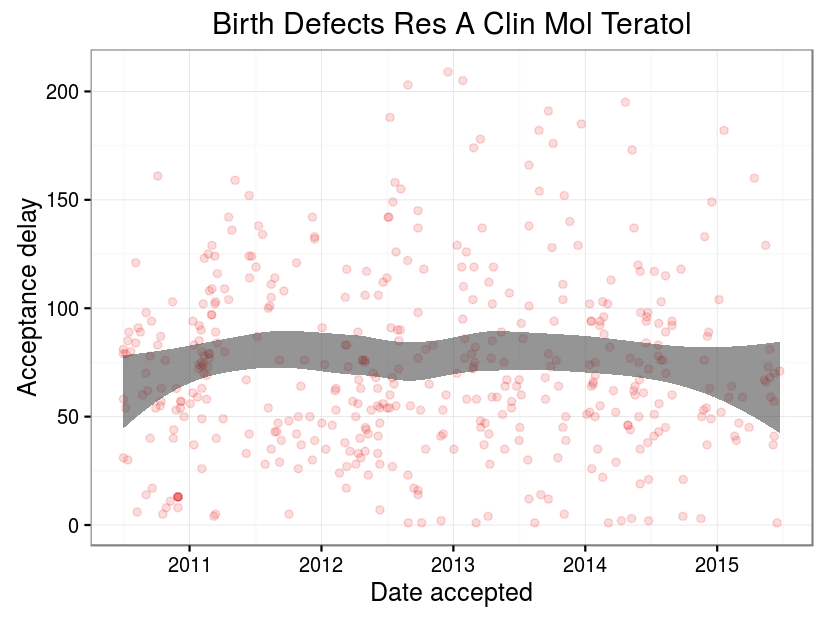 Birth Defects Res A Clin Mol Teratol
Acceptance delay
200
150
100
50
0
2011 2012 2013 2014 2015
Date accepted